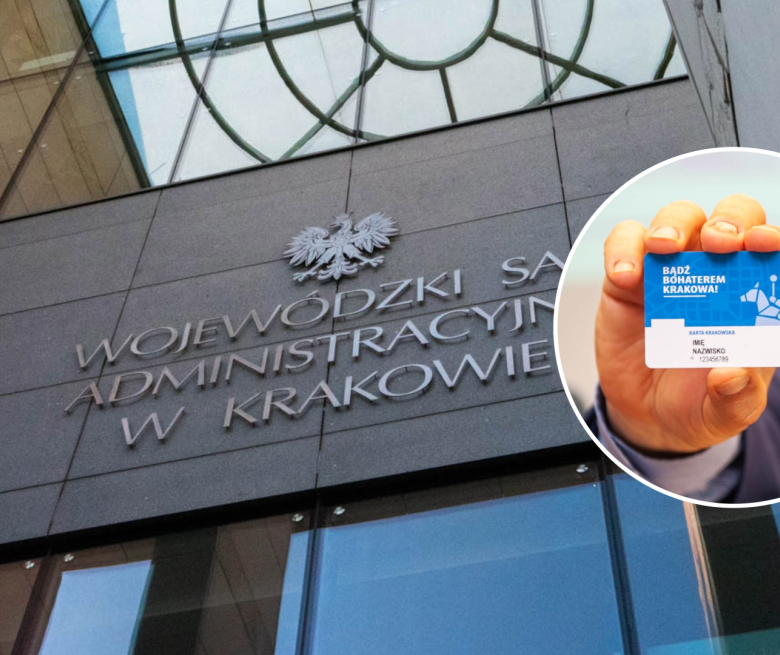 WOJEWÓDZKI SA
ADMINISTRACYJN
W KRAKOWIE
BĄDŹ
BOHATEREM
KRAKOWA!
KARTA KRAKOWSKA
IMIĘ
NAZWISKO
123456789